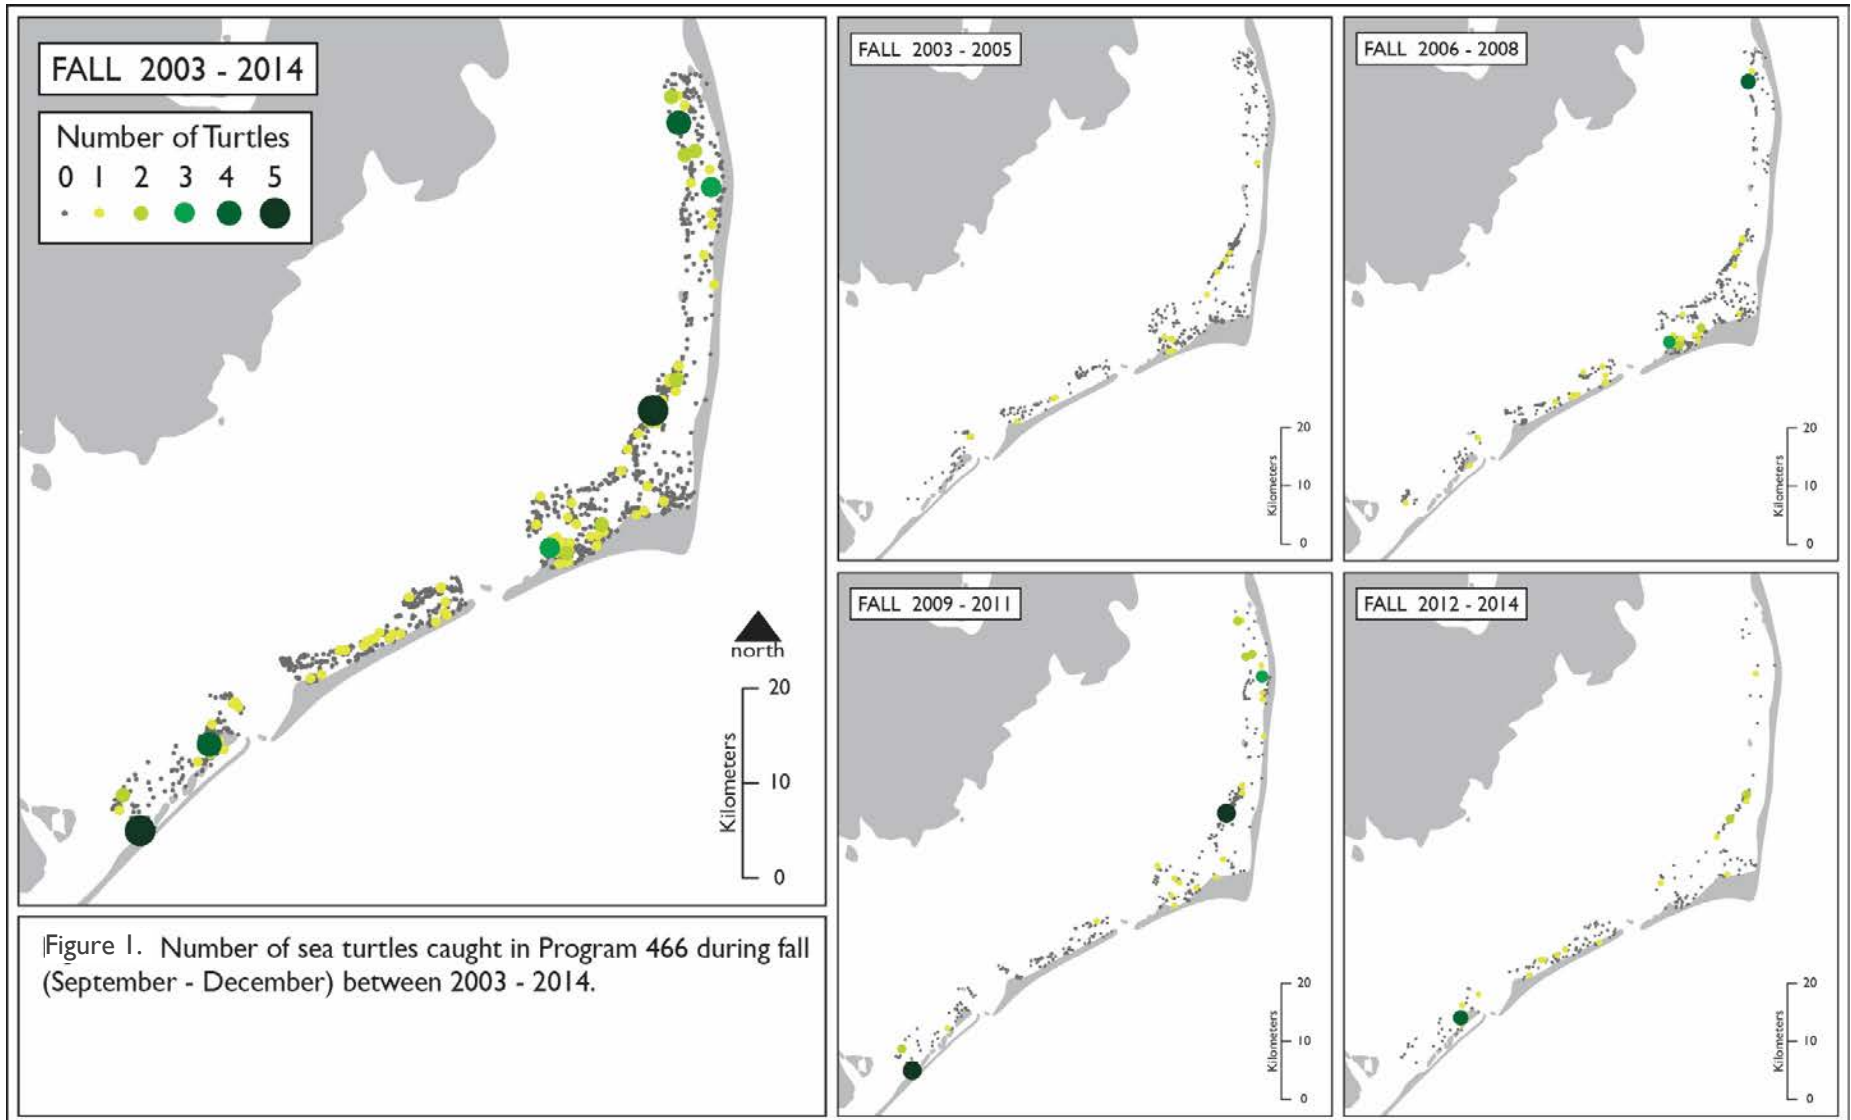 FALL 2003 - 2014
Number of Turtles
0 1 2 3 4 5
north
20
10
0
Kilometers
Figure 1. Number of sea turtles caught in Program 466 during fall
(September - December) between 2003 - 2014.
FALL 2003 - 2005
20
10
0
Kilometers
FALL 2006 - 2008
20
10
0
Kilometers
FALL 2009 - 2011
20
10
0
Kilometers
FALL 2012 - 2014
20
10
0
Kilometers